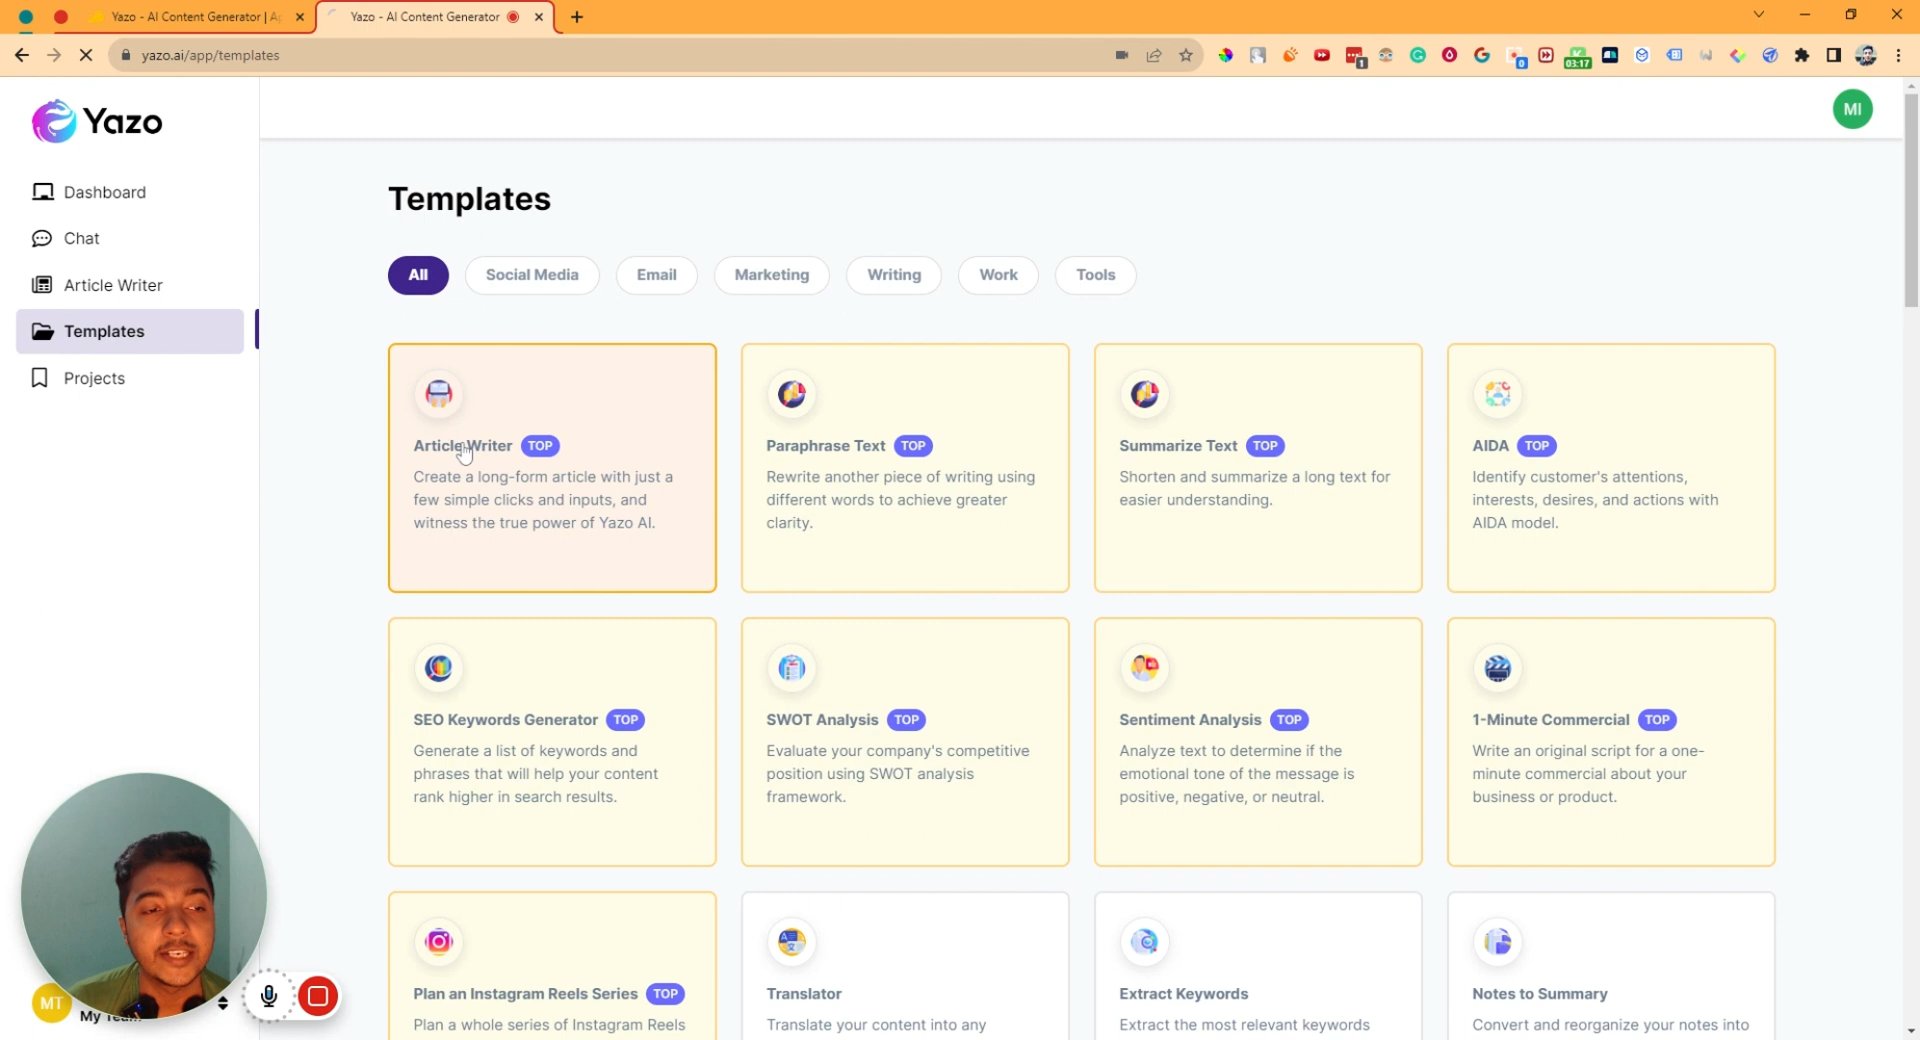 Yazo - AI Content Generator | Ap
Yazo - AI Content Generator
yazo.ai/app/templates
1
0
03:17
Yazo
MI
Dashboard
Chat
Article Writer
Templates
Projects
Templates
All
Social Media
Email
Marketing
Writing
Work
Tools
Article Writer TOP
Create a long-form article with just a
few simple clicks and inputs, and
witness the true power of Yazo AI.
Paraphrase Text TOP
Rewrite another piece of writing using
different words to achieve greater
clarity.
Summarize Text TOP
Shorten and summarize a long text for
easier understanding.
AIDA TOP
Identify customer's attentions,
interests, desires, and actions with
AIDA model.
SEO Keywords Generator TOP
Generate a list of keywords and
phrases that will help your content
rank higher in search results.
SWOT Analysis TOP
Evaluate your company's competitive
position using SWOT analysis
framework.
Sentiment Analysis TOP
Analyze text to determine if the
emotional tone of the message is
positive, negative, or neutral.
1-Minute Commercial TOP
Write an original script for a one-
minute commercial about your
business or product.
Plan an Instagram Reels Series TOP
Plan a whole series of Instagram Reels
Translator
Translate your content into any
Extract Keywords
Extract the most relevant keywords
Notes to Summary
Convert and reorganize your notes into
MT
My